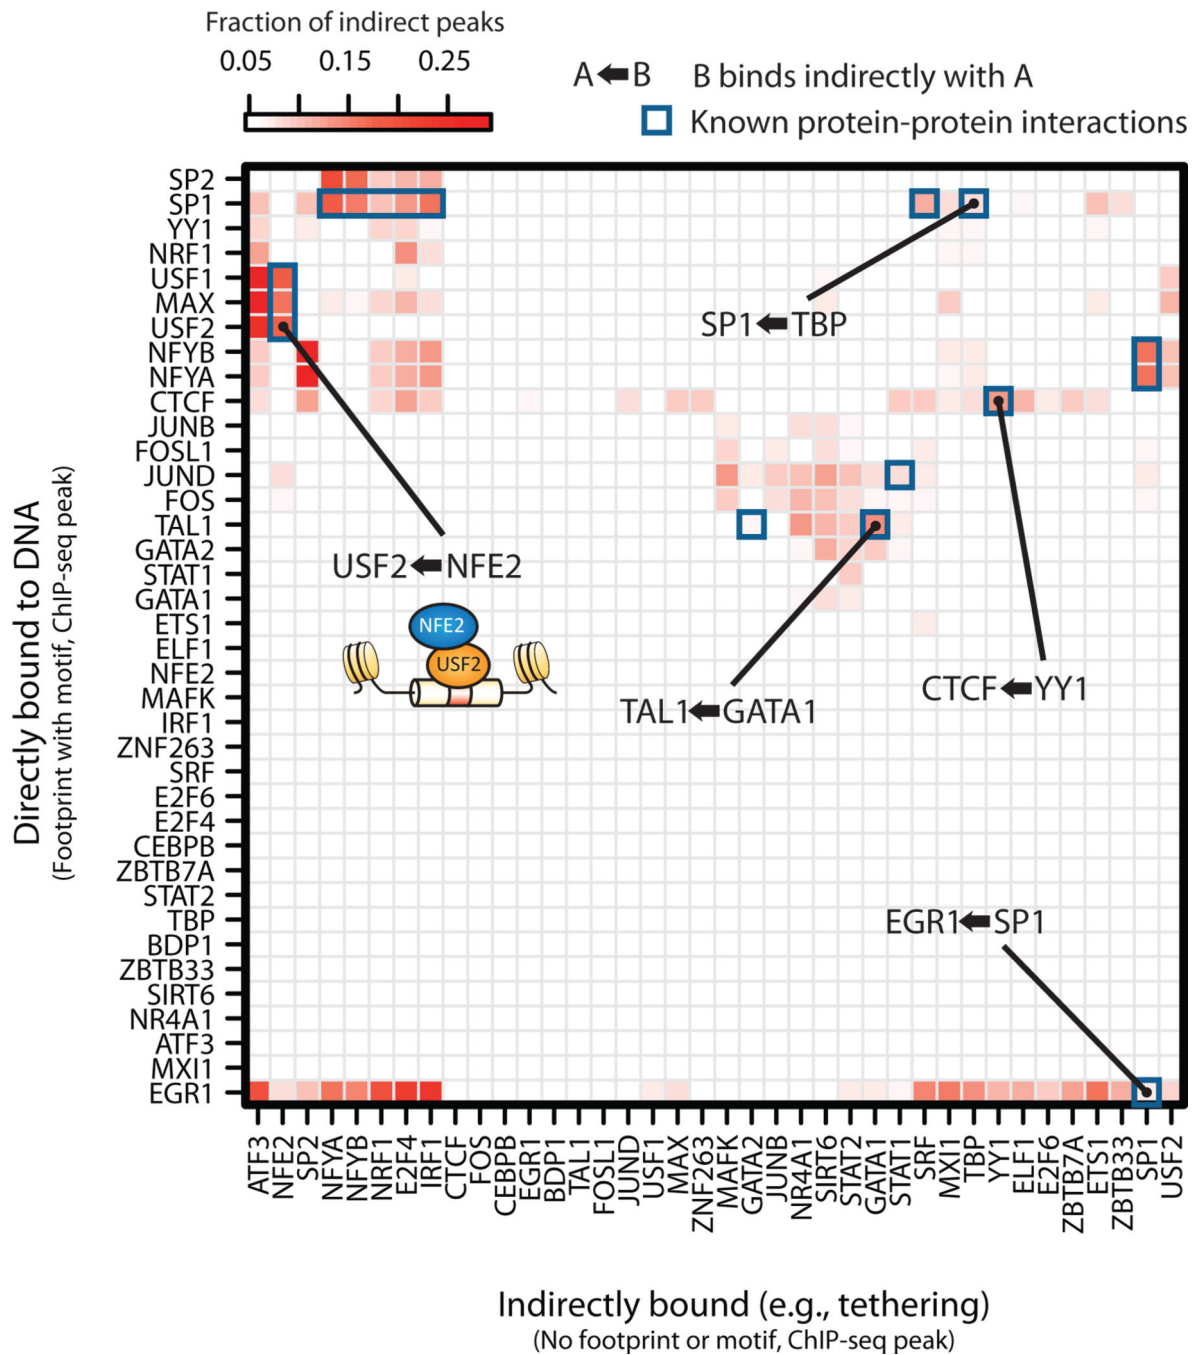 Fraction of indirect peaks
0.05 0.15 0.25
A B B binds indirectly with A
Known protein-protein interactions
SP2
SP1
YY1
NRF1
USF1
MAX
USF2
NFYB
NFYA
CTCF
JUNB
FOSL1
JUND
FOS
TAL1
GATA2
STAT1
GATA1
ETS1
ELF1
NFE2
MAFK
IRF1
ZNF263
SRF
E2F6
E2F4
CEBPB
ZBTB7A
STAT2
TBP
BDP1
ZBTB33
SIRT6
NR4A1
ATF3
MXI1
EGR1
Directly bound to DNA
(Footprint with motif, ChIP-seq peak)
SP1 TBP
USF2 NFE2
NFE2
USF2
TAL1 GATA1
CTCF YY1
EGR1 SP1
ATF3
NFE2
SP2
NFYA
NFYB
NRF1
E2F4
IRF1
CTCF
FOS
CEBPB
EGR1
BDP1
TAL1
FOSL1
JUND
USF1
MAX
ZNF263
MAFK
GATA2
JUNB
NR4A1
SIRT6
STAT2
GATA1
STAT1
SRF
MXI1
TBP
YY1
ELF1
E2F6
ZBTB7A
ETS1
ZBTB33
SP1
USF2
Indirectly bound (e.g., tethering)
(No footprint or motif, ChIP-seq peak)